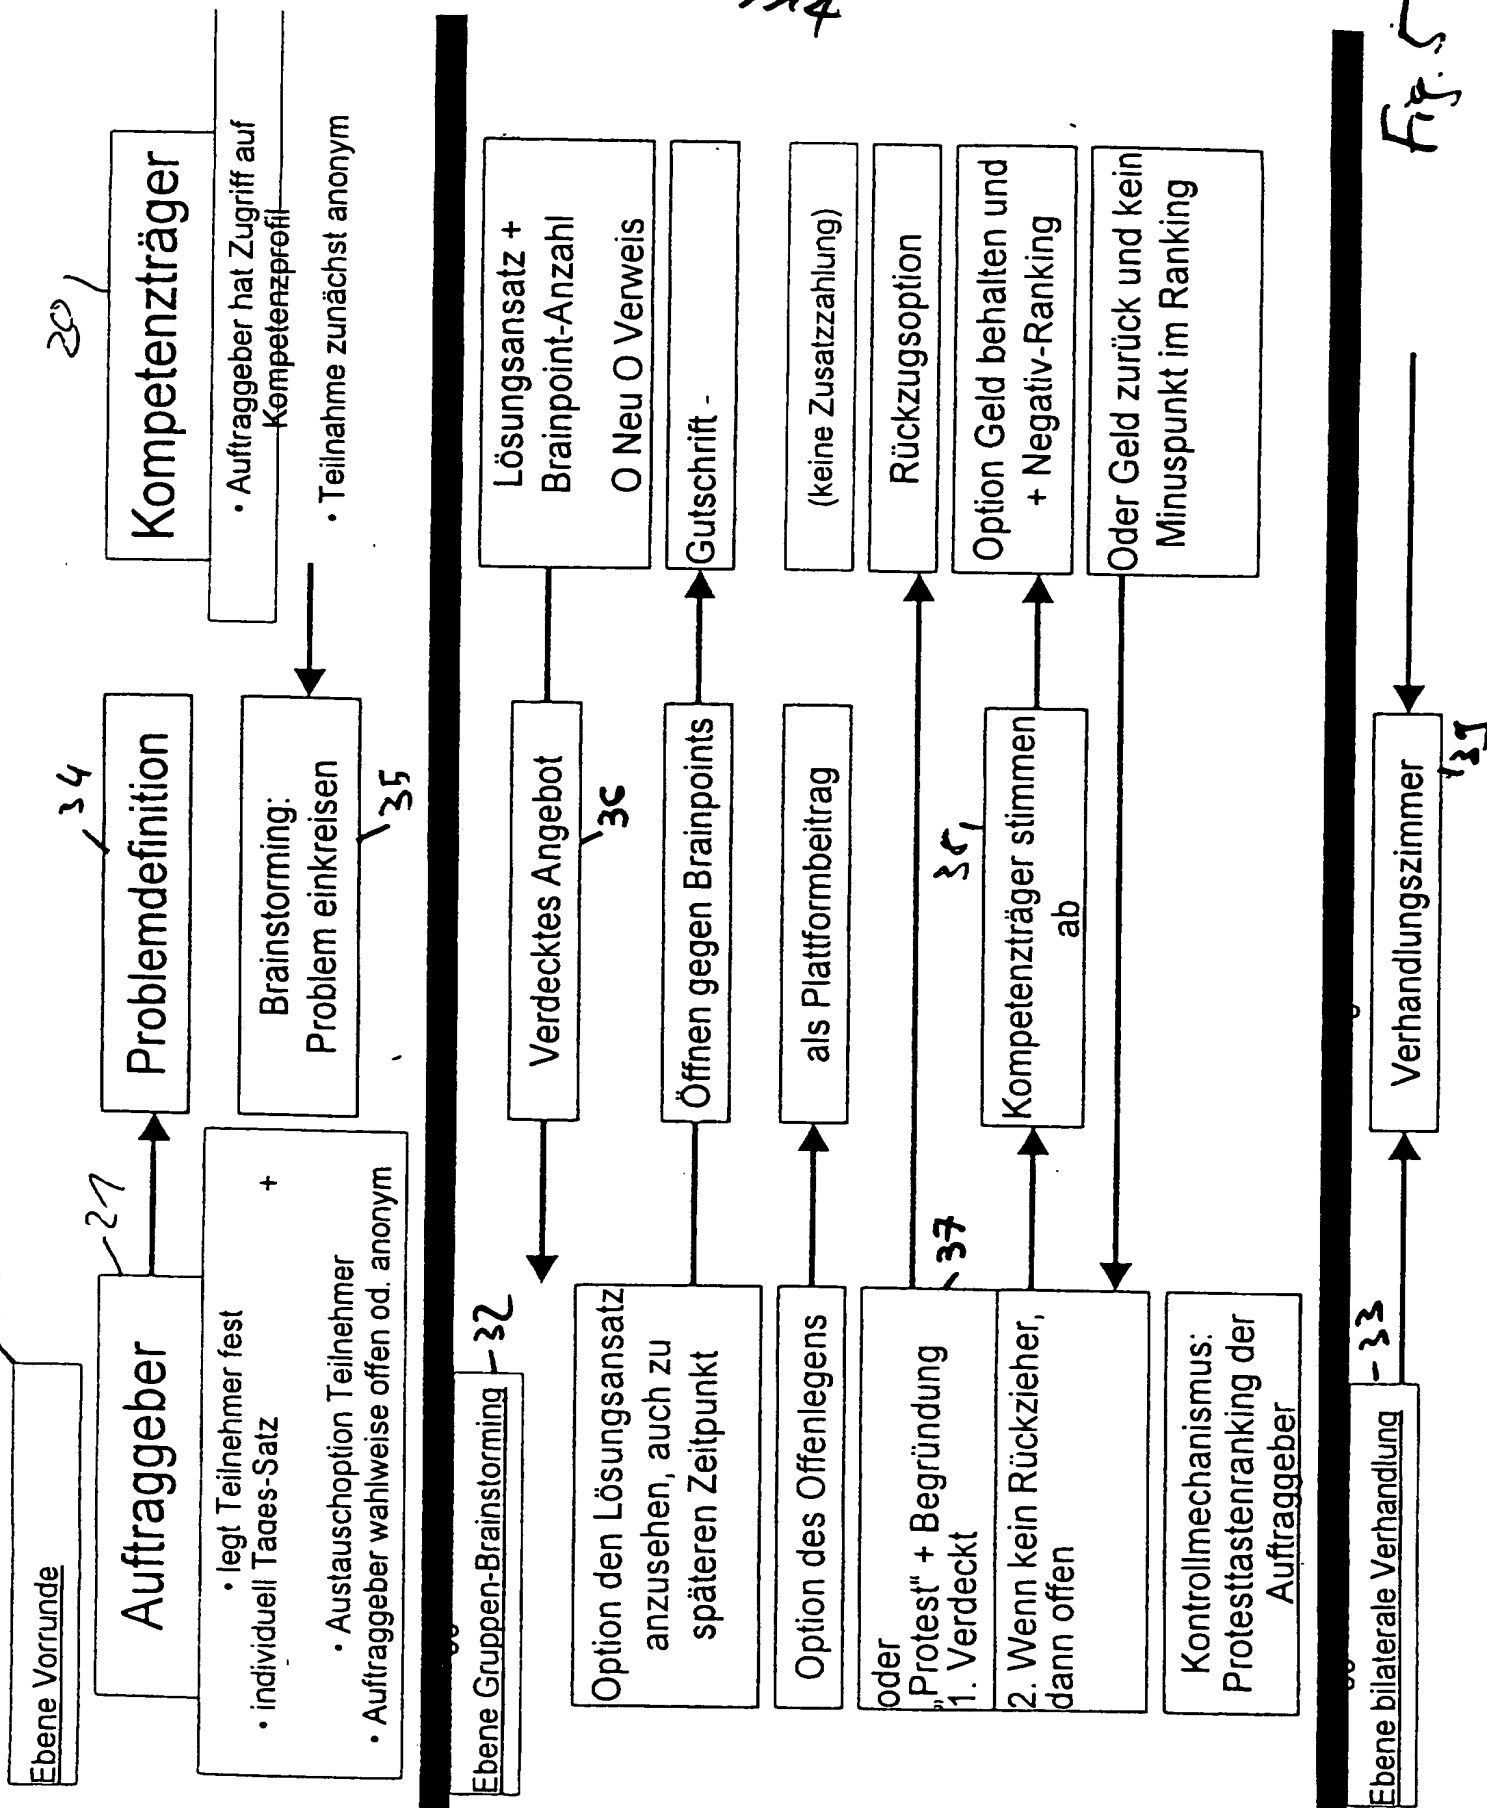 Ebene Vorrunde
Auftraggeber
21
Problemdefinition
34
Kompetenzträger
20
• legt Teilnehmer fest
• individuell Tages-Satz
+
• Austauschoption Teilnehmer
• Auftraggeber wahlweise offen od. anonym
Brainstorming:
Problem einkreisen
35
• Auftraggeber hat Zugriff auf
Kompetenzprofil
• Teilnahme zunächst anonym
Ebene Gruppen-Brainstorming
32
Verdecktes Angebot
36
Lösungsansatz +
Brainpoint-Anzahl
O Neu O Verweis
Option den Lösungsansatz
anzusehen, auch zu
späteren Zeitpunkt
Öffnen gegen Brainpoints
Gutschrift -
Option des Offenlegens
als Plattformbeitrag
(keine Zusatzzahlung)
oder
„Protest" + Begründung
1. Verdeckt
37
Rückzugsoption
2. Wenn kein Rückzieher,
dann offen
Kompetenzträger stimmen
ab
38
Option Geld behalten und
+ Negativ-Ranking
Oder Geld zurück und kein
Minuspunkt im Ranking
Kontrollmechanismus:
Protesttastenranking der
Auftraggeber
Ebene bilaterale Verhandlung
33
Verhandlungszimmer
39
Fig. 5